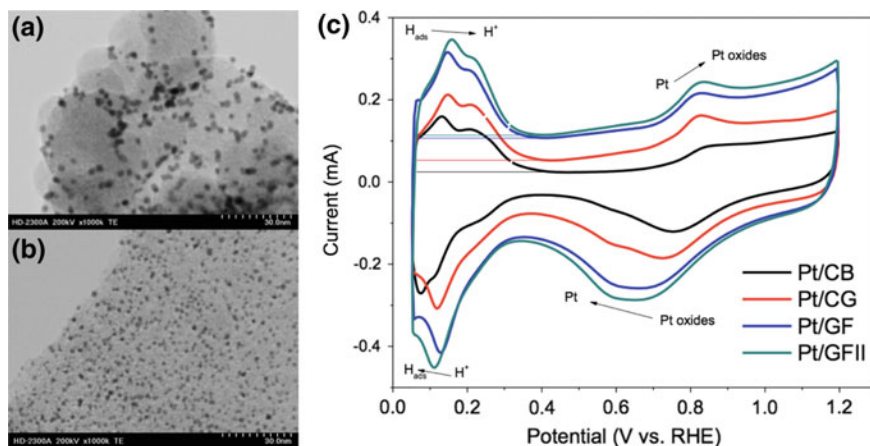 (a)
HD-2300A 200kV x1000k TE
30.0nm
(b)
HD-2300A 200kV x1000k TE
30.0nm
(c)
0.4
0.2
0.0
-0.2
-0.4
Current (mA)
H_ads H⁺
Pt oxides
Pt
Pt
Pt oxides
H_ads H⁺
Pt/CB
Pt/CG
Pt/GF
Pt/GFII
0.0 0.2 0.4 0.6 0.8 1.0 1.2
Potential (V vs. RHE)